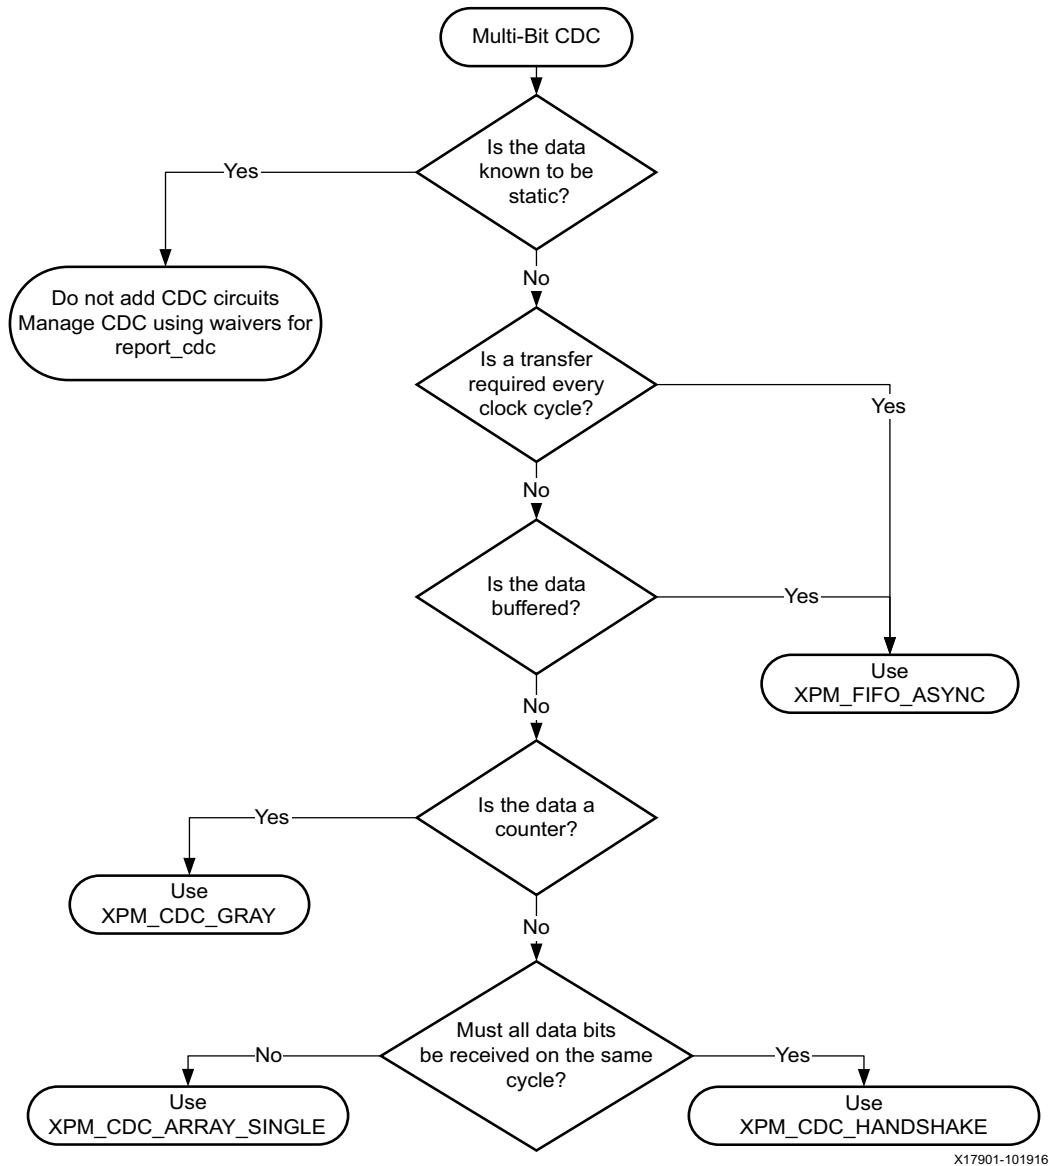 Multi-Bit CDC
Is the data
known to be
static?
Yes
No
Do not add CDC circuits
Manage CDC using waivers for
report_cdc
Is a transfer
required every
clock cycle?
Yes
No
Is the data
buffered?
Yes
No
Use
XPM_FIFO_ASYNC
Is the data a
counter?
Yes
No
Use
XPM_CDC_GRAY
Must all data bits
be received on the same
cycle?
No
Yes
Use
XPM_CDC_ARRAY_SINGLE
Use
XPM_CDC_HANDSHAKE
X17901-101916